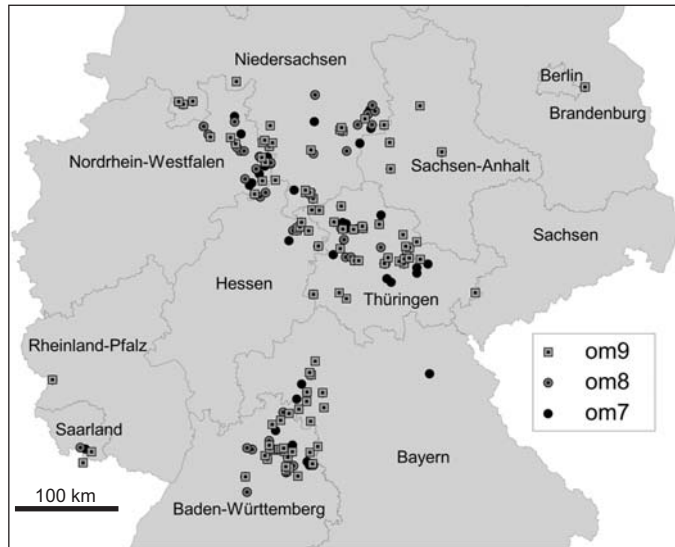 Niedersachsen
Berlin
Brandenburg
Nordrhein-Westfalen
Sachsen-Anhalt
Sachsen
Hessen
Thüringen
Rheinland-Pfalz
om9
om8
om7
Saarland
Bayern
100 km
Baden-Württemberg